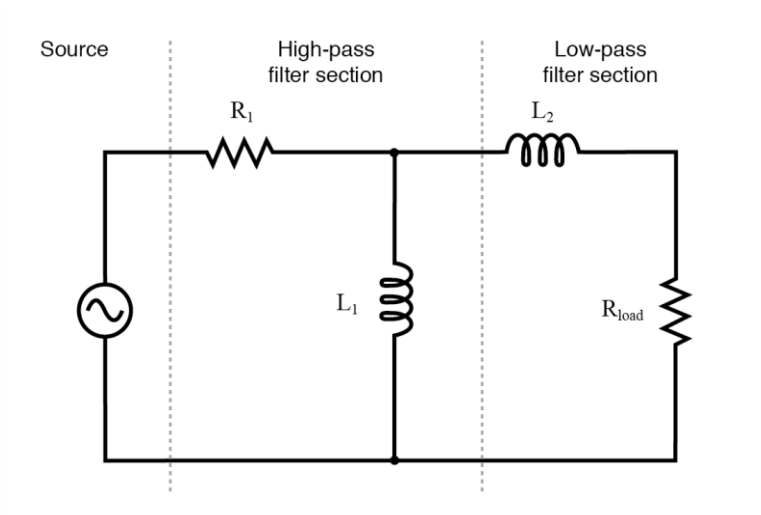 Source
High-pass
filter section
Low-pass
filter section
R₁
L₂
L₁
Rload